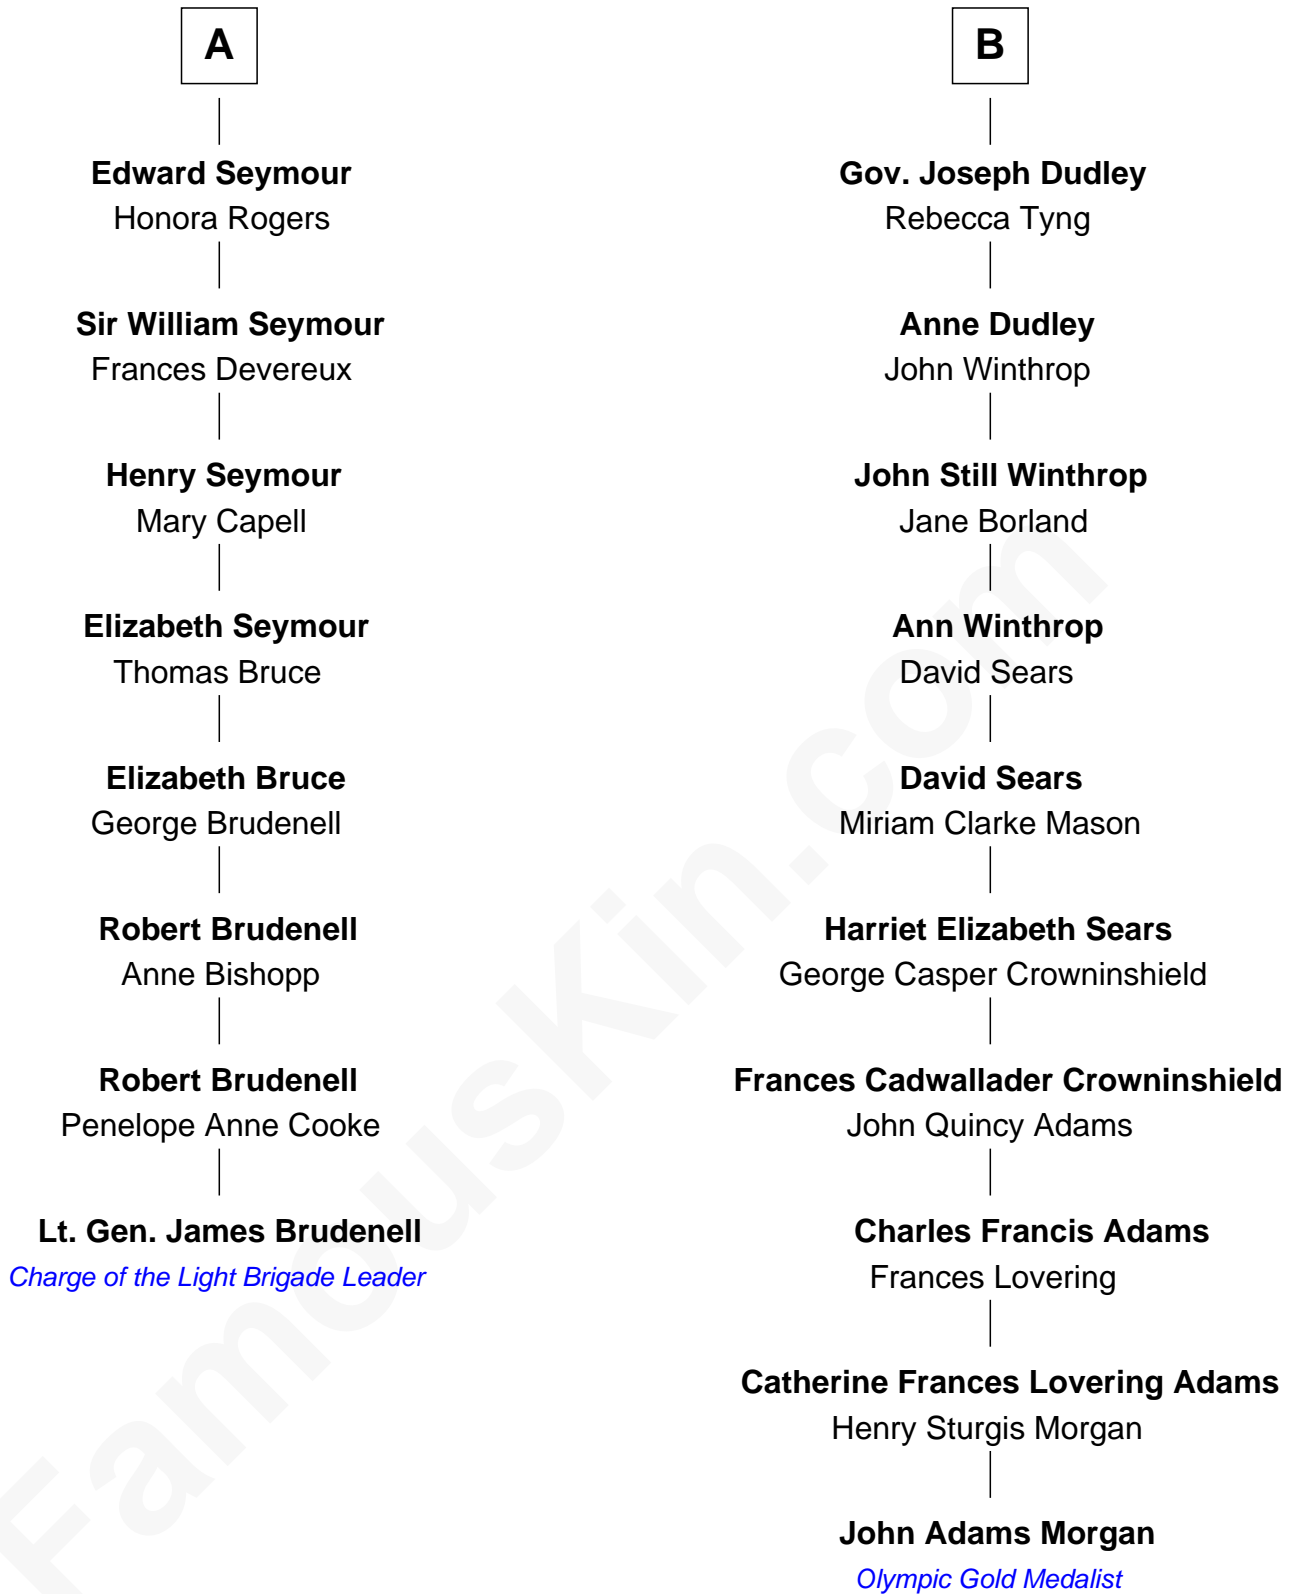 A
Edward Seymour
Honora Rogers
Sir William Seymour
Frances Devereux
Henry Seymour
Mary Capell
Elizabeth Seymour
Thomas Bruce
Elizabeth Bruce
George Brudenell
Robert Brudenell
Anne Bishopp
Robert Brudenell
Penelope Anne Cooke
Lt. Gen. James Brudenell
Charge of the Light Brigade Leader
B
Gov. Joseph Dudley
Rebecca Tyng
Anne Dudley
John Winthrop
John Still Winthrop
Jane Borland
Ann Winthrop
David Sears
David Sears
Miriam Clarke Mason
Harriet Elizabeth Sears
George Casper Crowninshield
Frances Cadwallader Crowninshield
John Quincy Adams
Charles Francis Adams
Frances Lovering
Catherine Frances Lovering Adams
Henry Sturgis Morgan
John Adams Morgan
Olympic Gold Medalist
FamousKin.com